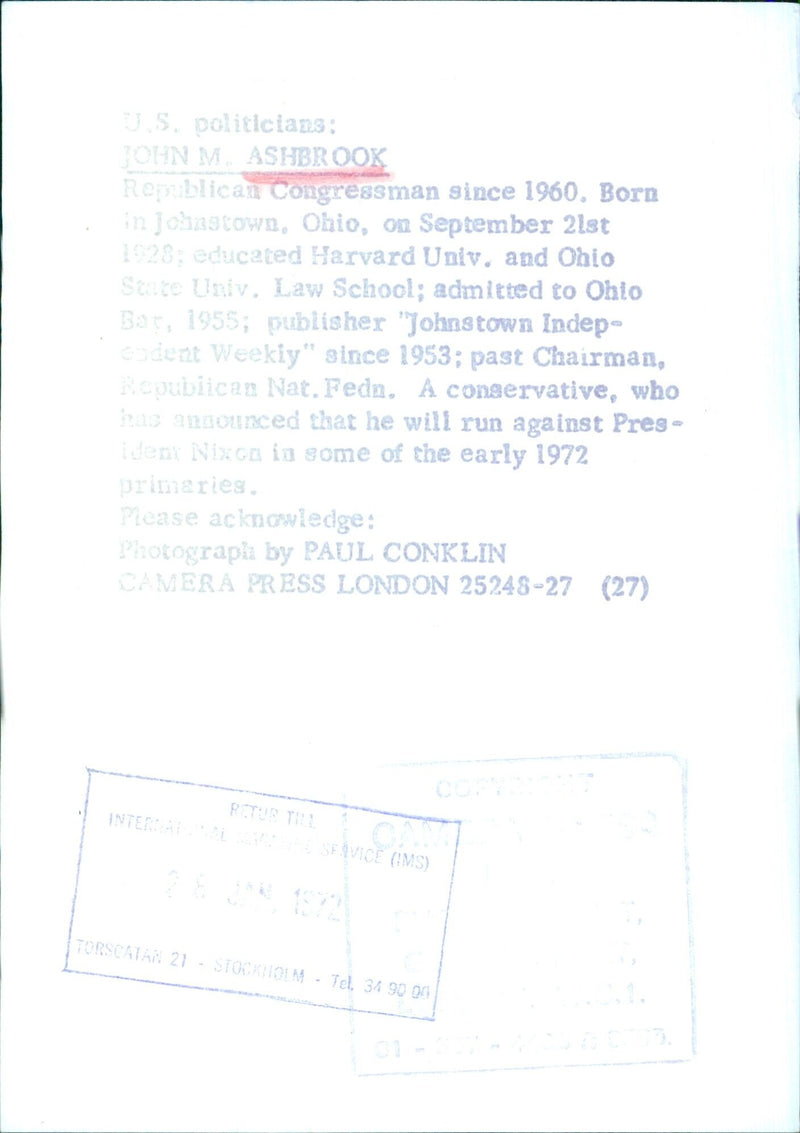 U.S. politicians:
JOHN M. ASHBROOK
Republican Congressman since 1960. Born
in Johnstown, Ohio, on September 21st
1928; educated Harvard Univ. and Ohio
State Univ. Law School; admitted to Ohio
Bar, 1955; publisher "Johnstown Indep-
endent Weekly" since 1953; past Chairman,
Republican Nat.Fedn. A conservative, who
has announced that he will run against Pres-
ident Nixon in some of the early 1972
primaries.
Please acknowledge:
Photograph by PAUL CONKLIN
CAMERA PRESS LONDON 25248-27 (27)
RETUR TILL
INTERNATIONAL SERVICE (IMS)
28 JAN. 1972
TORSGATAN 21 - STOCKHOLM - Tel. 34 90 00
COPYRIGHT
CAMERA PRESS